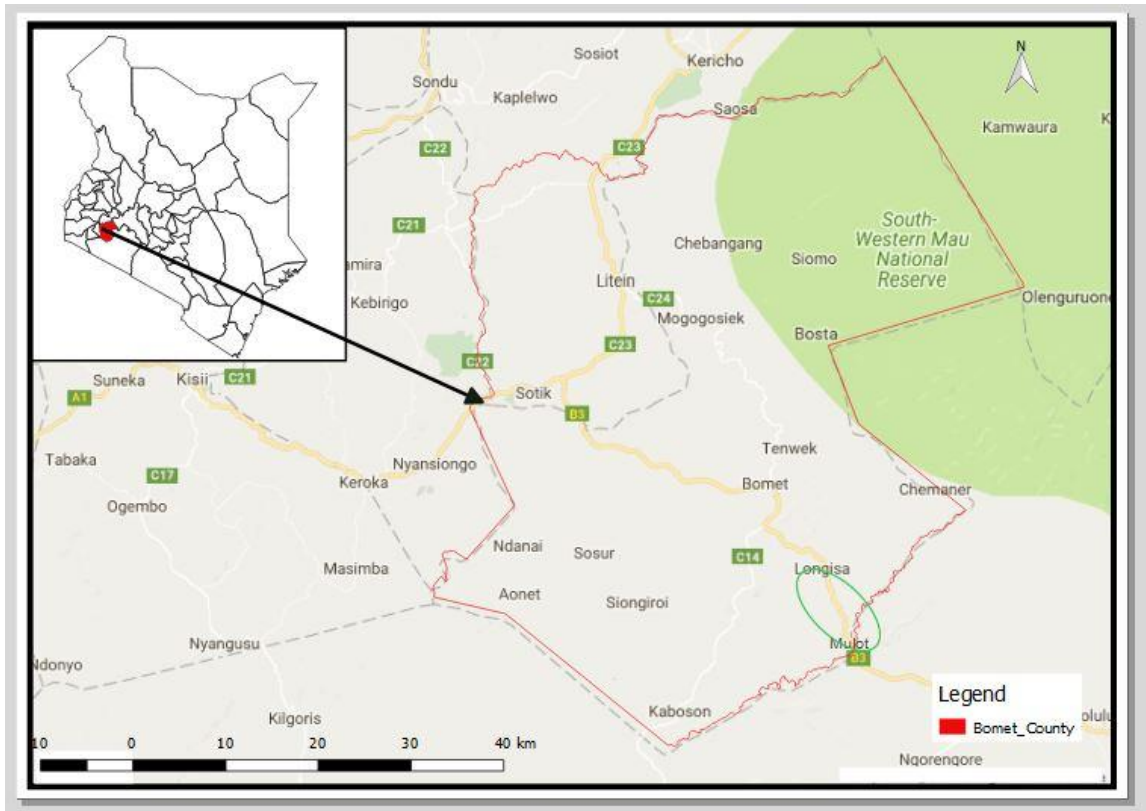 N
Sosiot
Kericho
Sondu
Kaplelwo
Saosa
Kamwaura
C22
C23
C21
South-
Western Mau
National
Reserve
Chebangang
Siomo
amira
Litein
Kebirigo
C24
Olenguruone
Mogogosiek
Bosta
C23
C22
Suneka
Kisii
C21
Sotik
A1
B3
Tenwek
Tabaka
C17
Nyansiongo
Keroka
Bomet
Chemaner
Ogembo
Ndanai
Sosur
C14
Masimba
Longisa
Aonet
Siongiroi
Nyangusu
Mulot
B3
Ndonyo
Legend
Bomet_County
Kaboson
Kilgoris
olulu
10 0 10 20 30 40 km
Ngorengore